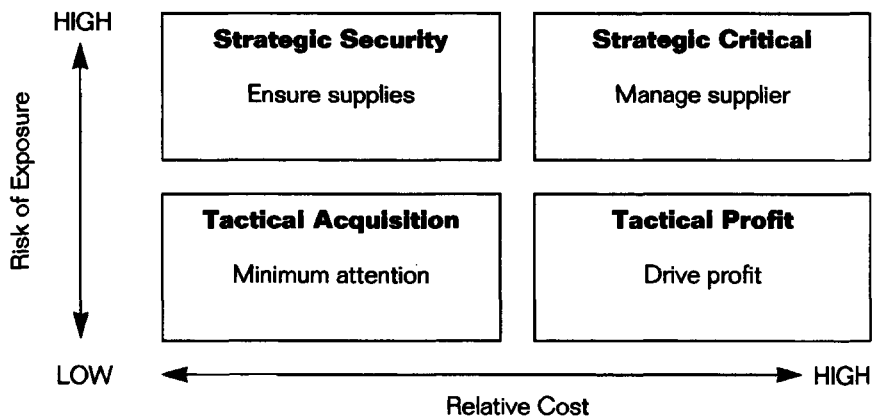 HIGH
Strategic Security
Ensure supplies
Strategic Critical
Manage supplier
Risk of Exposure
Tactical Acquisition
Minimum attention
Tactical Profit
Drive profit
LOW
HIGH
Relative Cost